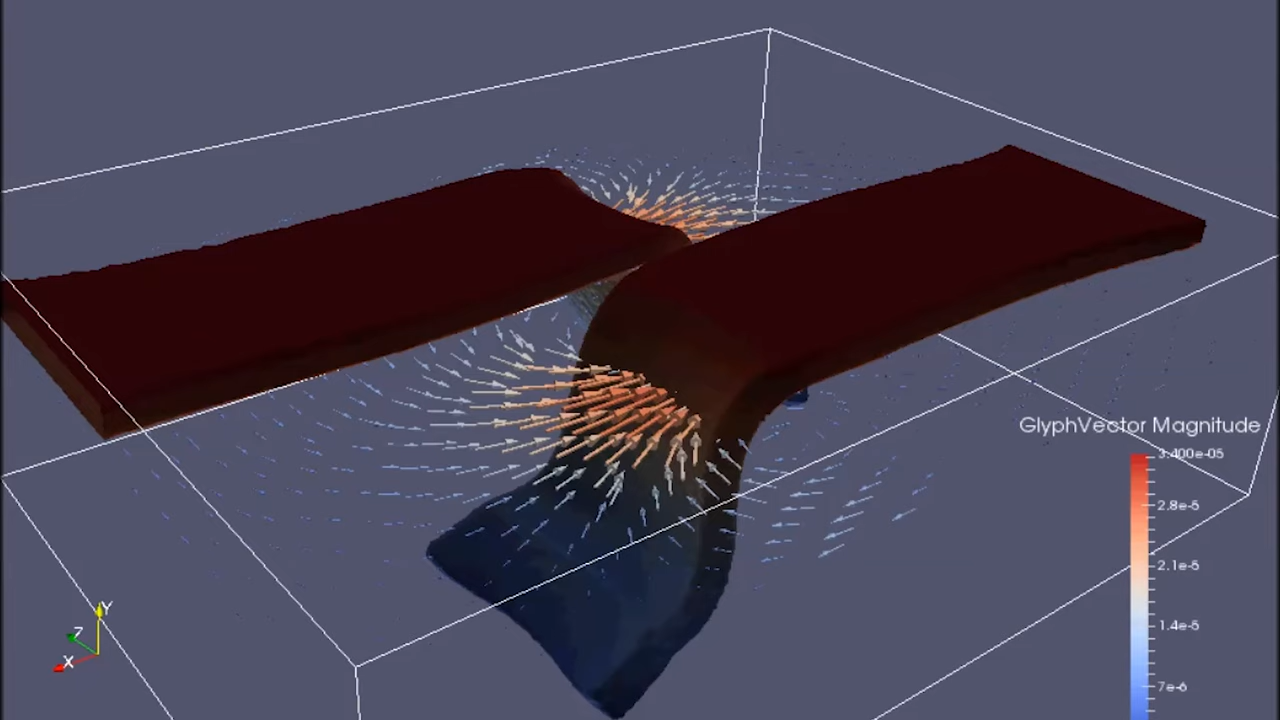 GlyphVector Magnitude
3.400e-05
2.8e-5
2.1e-5
1.4e-5
7e-6
Y
Z
X